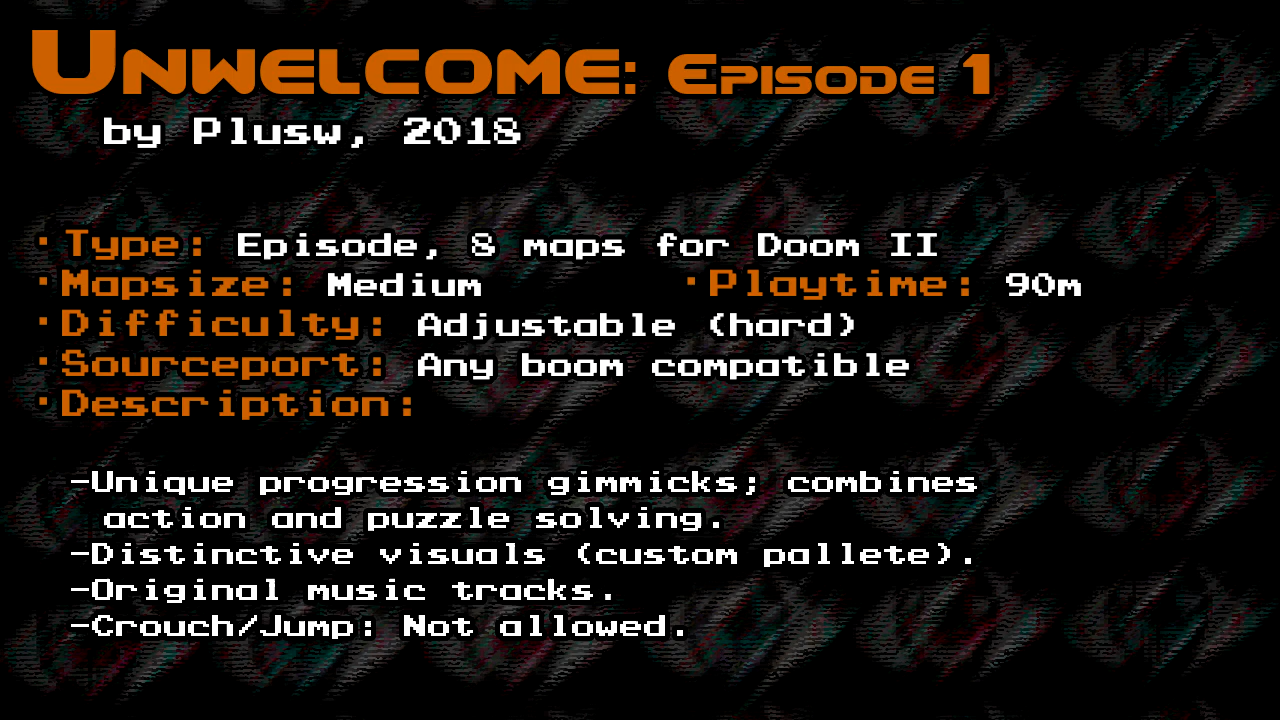 Unwelcome: Episode 1
by Plusw, 2018
· Type: Episode, 8 maps for Doom II
· Mapsize: Medium · Playtime: 90m
· Difficulty: Adjustable (hard)
· Sourceport: Any boom compatible
· Description:
-Unique progression gimmicks; combines
action and puzzle solving.
-Distinctive visuals (custom pallete).
-Original music tracks.
-Crouch/Jump: Not allowed.